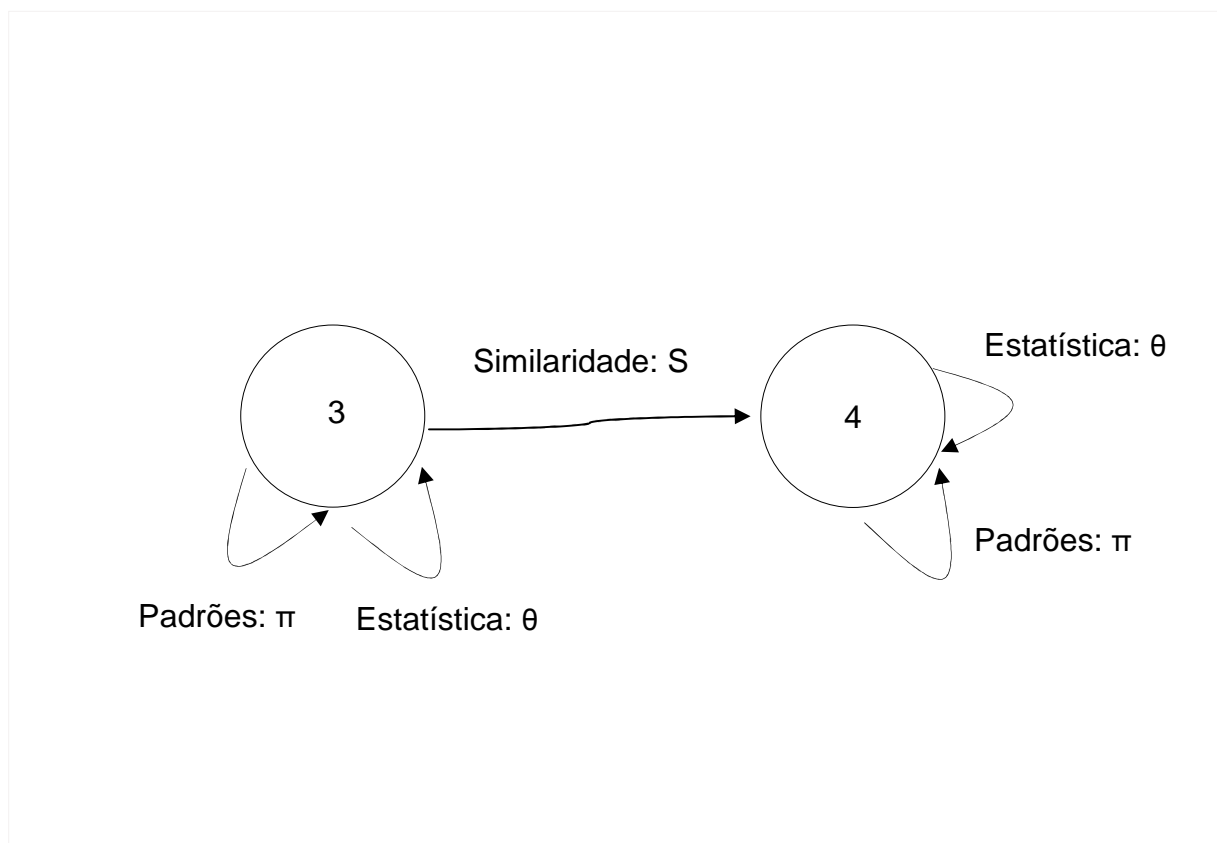 Estatística: θ
Similaridade: S
3
4
Padrões: π
Padrões: π
Estatística: θ